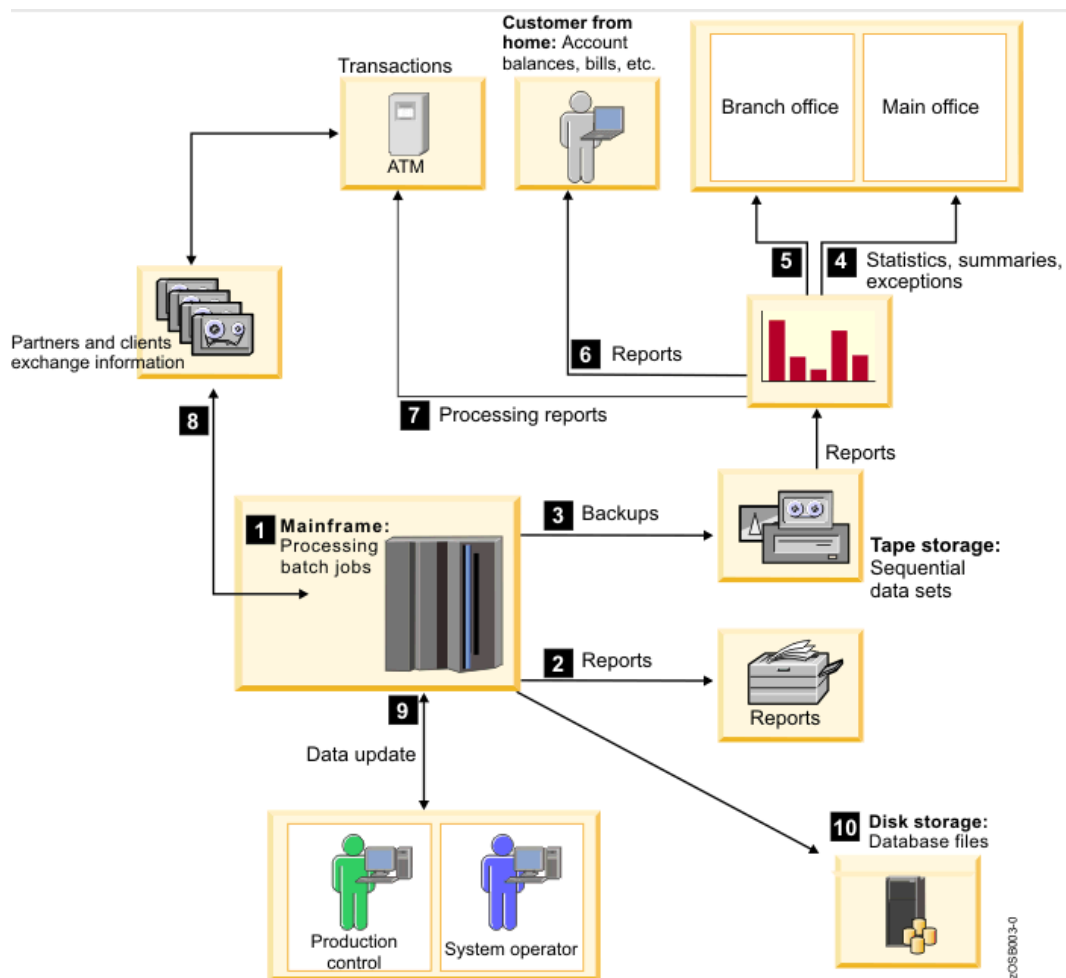 Customer from
home: Account
balances, bills, etc.
Transactions
ATM
Branch office
Main office
5
4
Statistics, summaries,
exceptions
Partners and clients
exchange information
6
Reports
7
Processing reports
8
Reports
1
Mainframe:
Processing
batch jobs
3
Backups
Tape storage:
Sequential
data sets
2
Reports
Reports
9
Data update
10
Disk storage:
Database files
Production
control
System operator
zOSB003-0